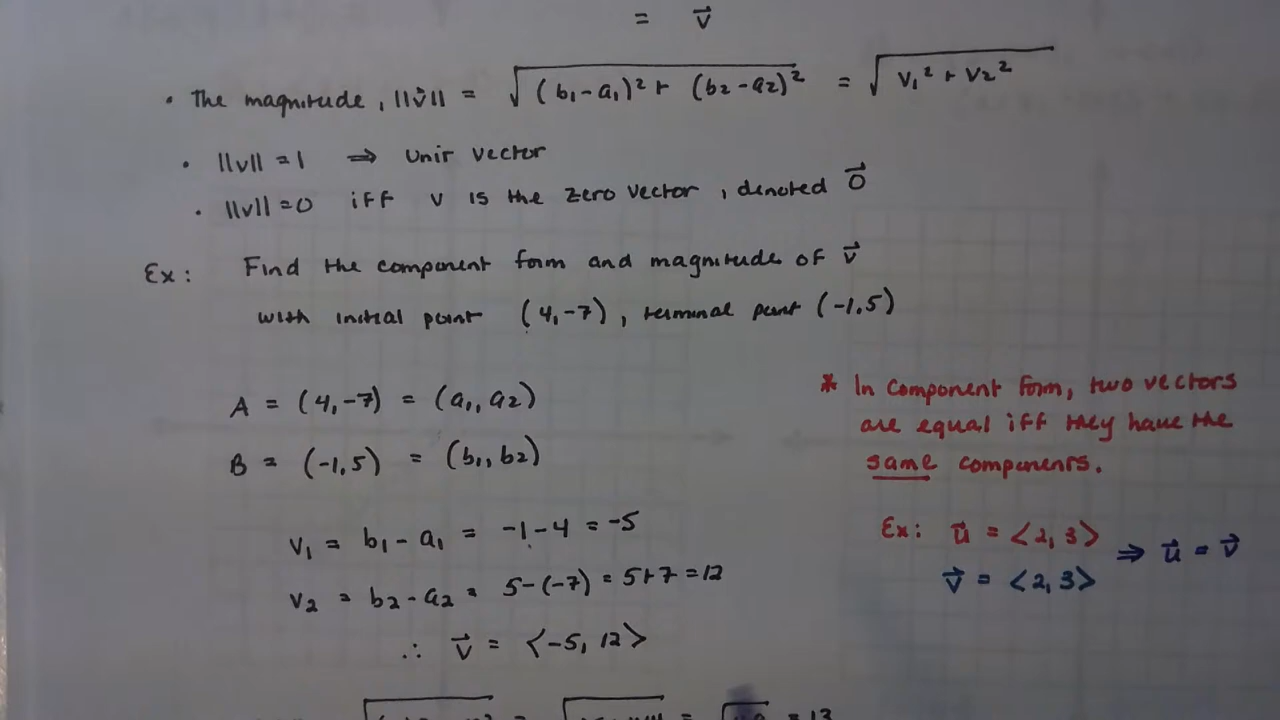 = v⃗
• The magnitude, ||v⃗|| = √(b₁-a₁)² + (b₂-a₂)² = √v₁² + v₂²
• ||v|| = 1 ⇒ unit vector
• ||v|| = 0 iff v is the zero vector, denoted 0⃗
Ex: Find the component form and magnitude of v⃗
with initial point (4,-7), terminal point (-1,5)
A = (4,-7) = (a₁, a₂)
B = (-1,5) = (b₁, b₂)
v₁ = b₁ - a₁ = -1-4 = -5
v₂ = b₂ - a₂ = 5-(-7) = 5+7 = 12
∴ v⃗ = <-5, 12>
= 13
* In component form, two vectors
are equal iff they have the
same components.
Ex: u⃗ = <2,3>
v⃗ = <2,3>
⇒ u⃗ = v⃗